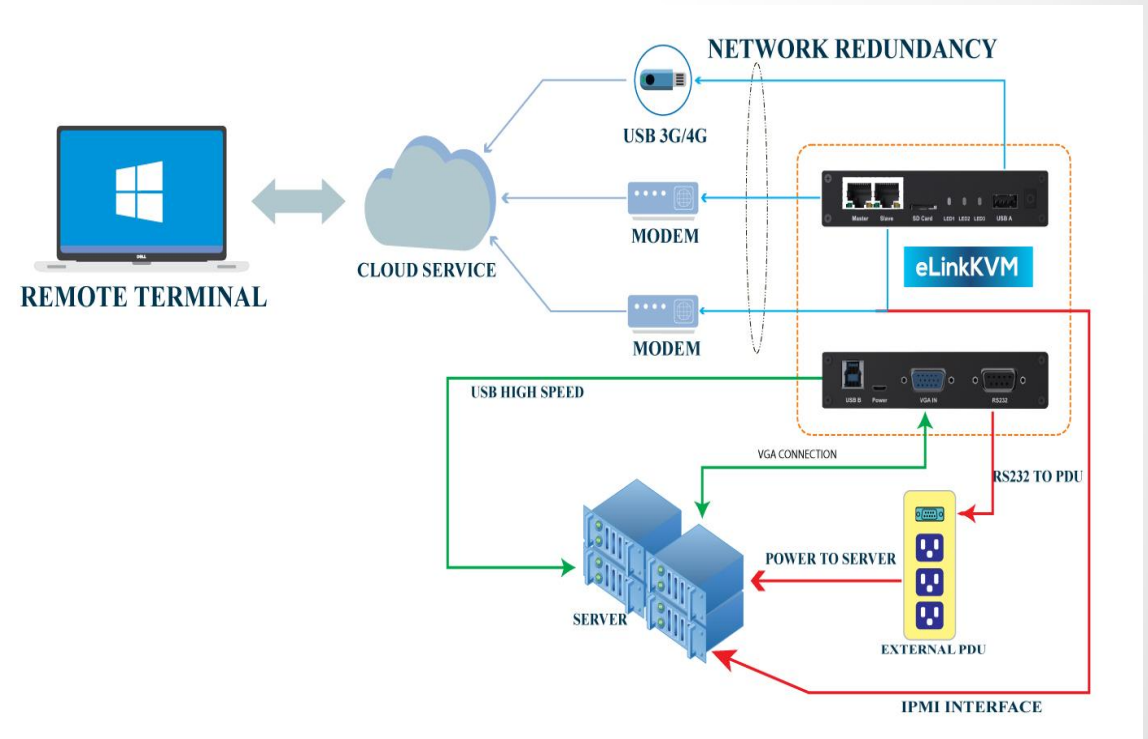 NETWORK REDUNDANCY
USB 3G/4G
MODEM
CLOUD SERVICE
REMOTE TERMINAL
DELL
MODEM
Master Slave SD Card LED1 LED2 LED3 USB A
eLinkKVM
USB B Power VGA IN RS232
USB HIGH SPEED
VGA CONNECTION
RS232 TO PDU
POWER TO SERVER
SERVER
EXTERNAL PDU
IPMI INTERFACE